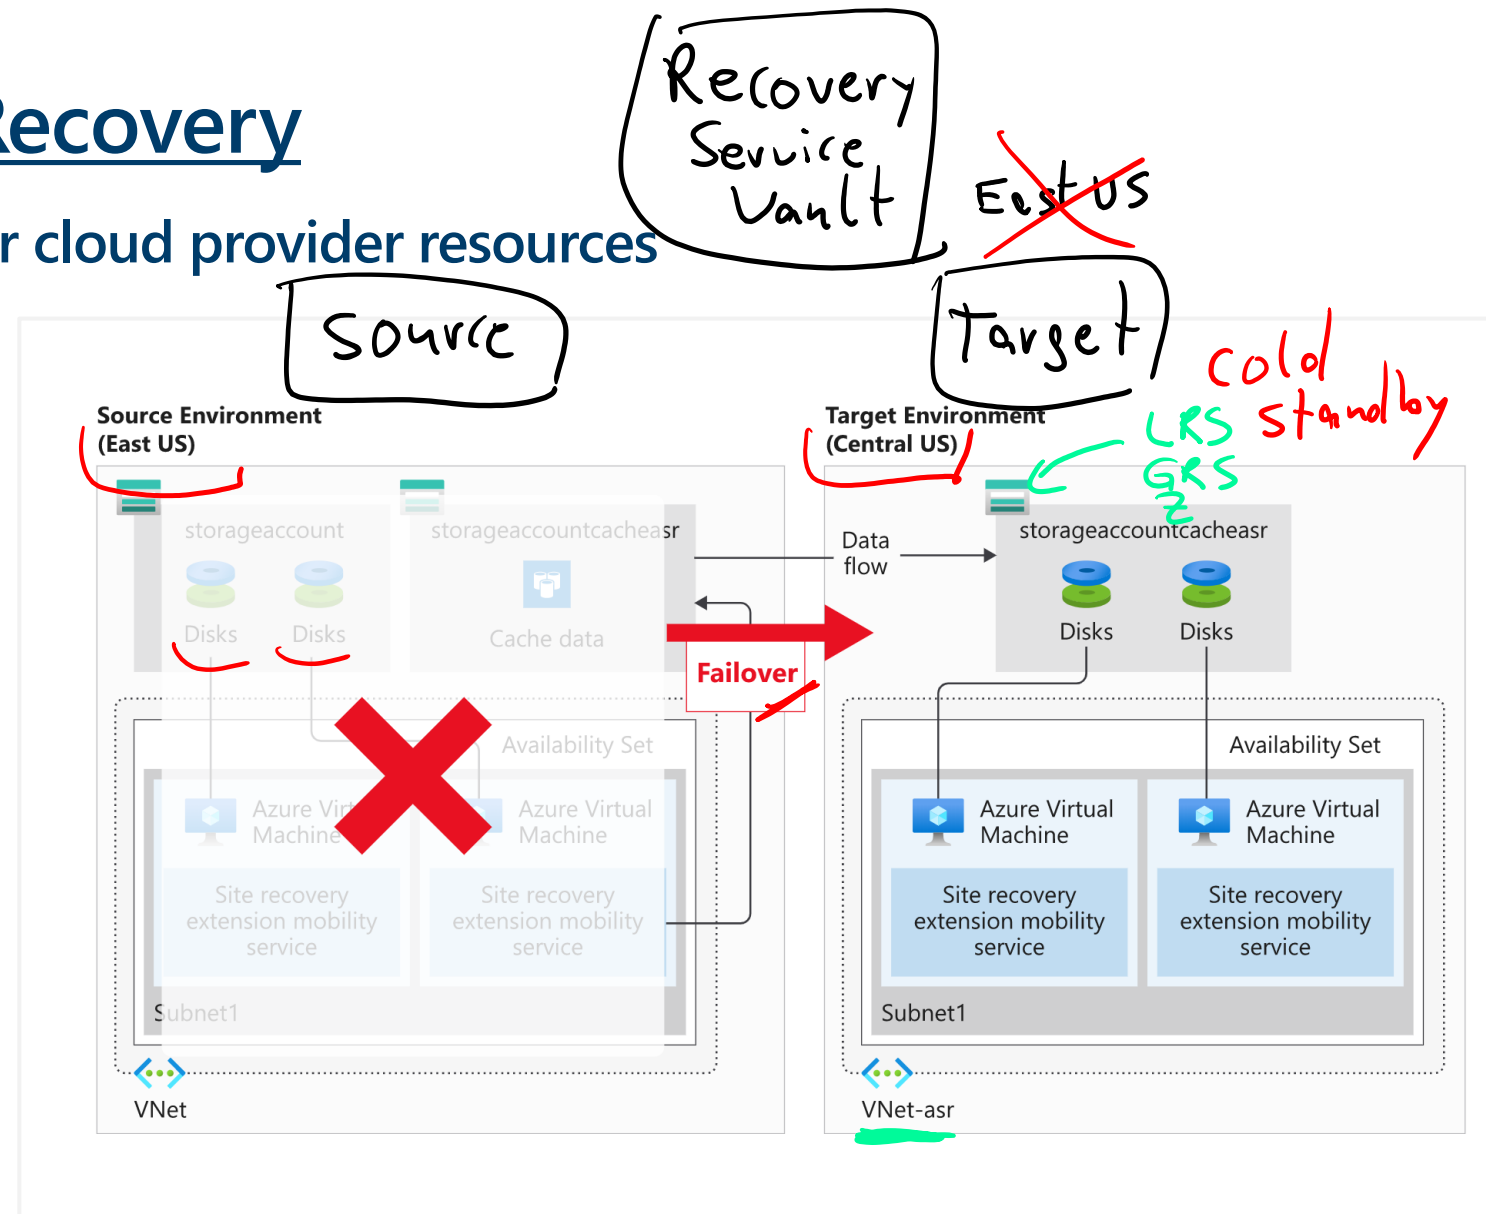 Recovery
Service
Vault
Recovery
East US
r cloud provider resources
Source
Target
Cold
Standby
LRS
GRS
Z
Source Environment
(East US)
Target Environment
(Central US)
storageaccount
storageaccountcacheasr
Disks
Disks
Cache data
Data
flow
storageaccountcacheasr
Disks
Disks
Failover
Availability Set
Azure Virtual
Machine
Azure Virtual
Machine
Site recovery
extension mobility
service
Site recovery
extension mobility
service
Subnet1
VNet
Availability Set
Azure Virtual
Machine
Azure Virtual
Machine
Site recovery
extension mobility
service
Site recovery
extension mobility
service
Subnet1
VNet-asr